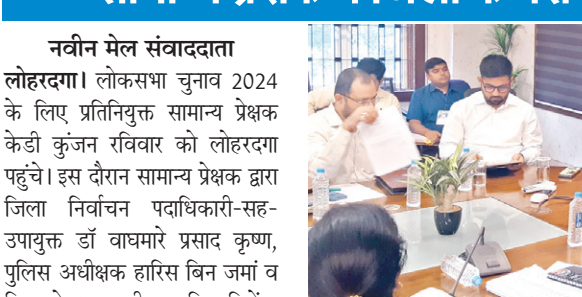 नवीन मेल संवाददाता
लोहरदगा। लोकसभा चुनाव 2024
के लिए प्रतिनियुक्त सामान्य प्रेक्षक
केडी कुंजन रविवार को लोहरदगा
पहुंचे। इस दौरान सामान्य प्रेक्षक द्वारा
जिला निर्वाचन पदाधिकारी-सह-
उपायुक्त डॉ वाघमारे प्रसाद कृष्ण,
पुलिस अधीक्षक हारिस बिन जमां व